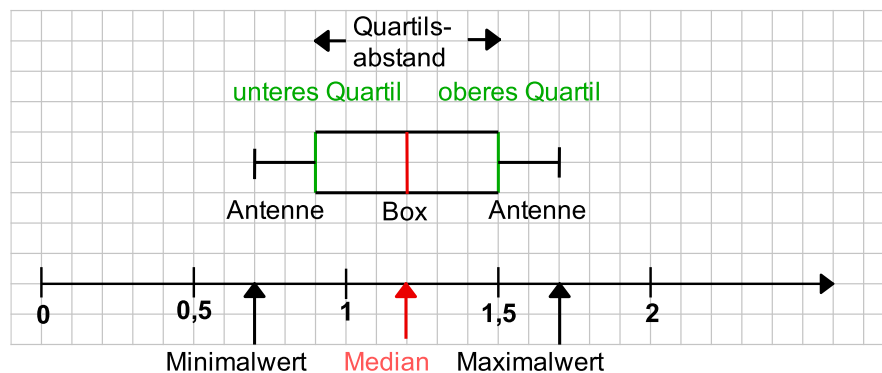 Quartils-
abstand
unteres Quartil oberes Quartil
Antenne Box Antenne
0 0,5 1 1,5 2
Minimalwert Median Maximalwert